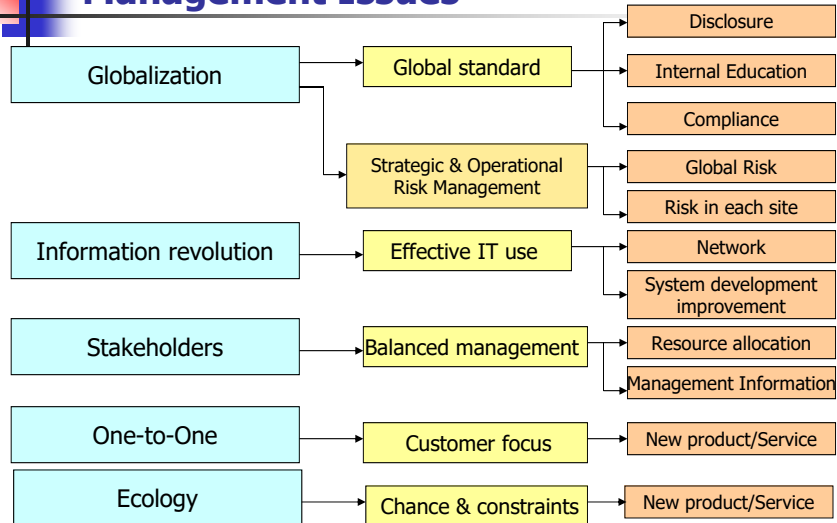 Management Issues
Disclosure
Globalization
Global standard
Internal Education
Compliance
Strategic & Operational
Risk Management
Global Risk
Risk in each site
Information revolution
Effective IT use
Network
System development
improvement
Stakeholders
Balanced management
Resource allocation
Management Information
One-to-One
Customer focus
New product/Service
Ecology
Chance & constraints
New product/Service